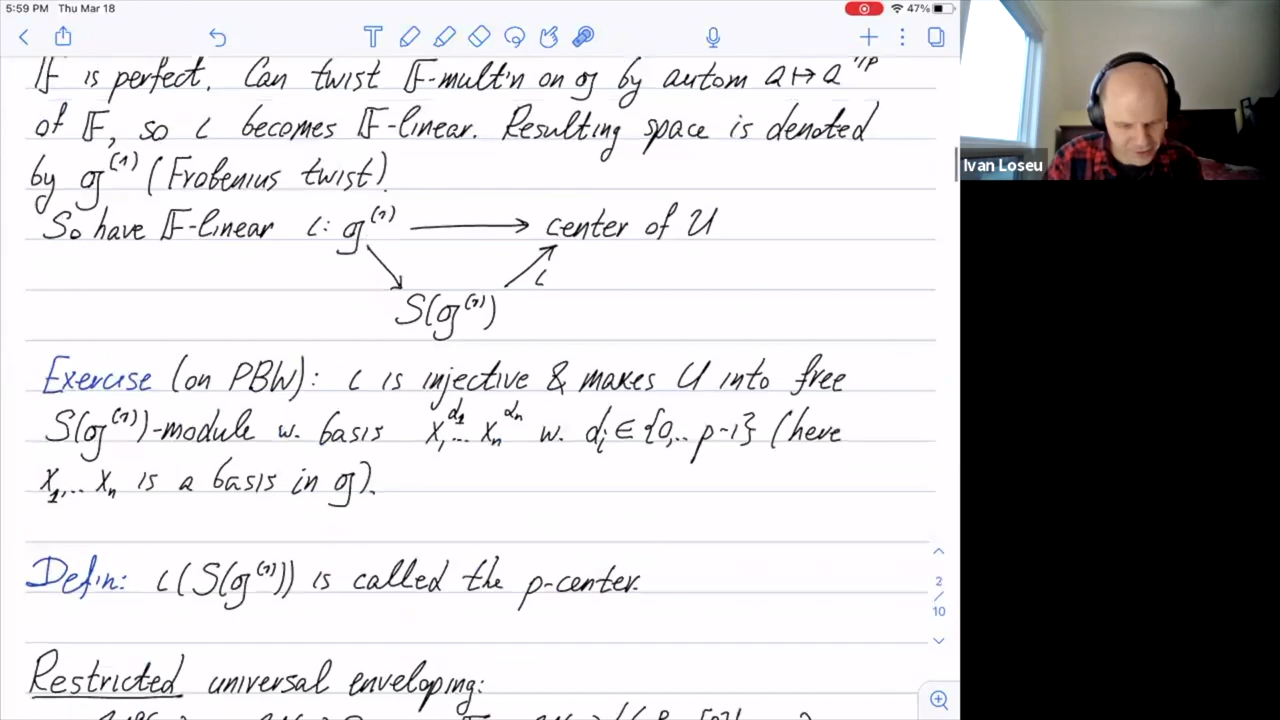 5:59 PM Thu Mar 18
47%
𝔽 is perfect. Can twist 𝔽-mult'n on 𝔤 by autom a ↦ a^{1/p}
of 𝔽, so ι becomes 𝔽-linear. Resulting space is denoted
by 𝔤^{(1)} (Frobenius twist).
So have 𝔽-linear ι: 𝔤^{(1)} ⟶ center of U
ι
S(𝔤^{(1)})
Exercise (on PBW): ι is injective & makes U into free
S(𝔤^{(1)})-module w. basis x_1^{d_1}... x_n^{d_n} w. d_i ∈ {0,.. p-1} (here
x_1,.. x_n is a basis in 𝔤).
Defin: ι(S(𝔤^{(1)})) is called the p-center.
2
/
10
Restricted universal enveloping:
Ivan Loseu